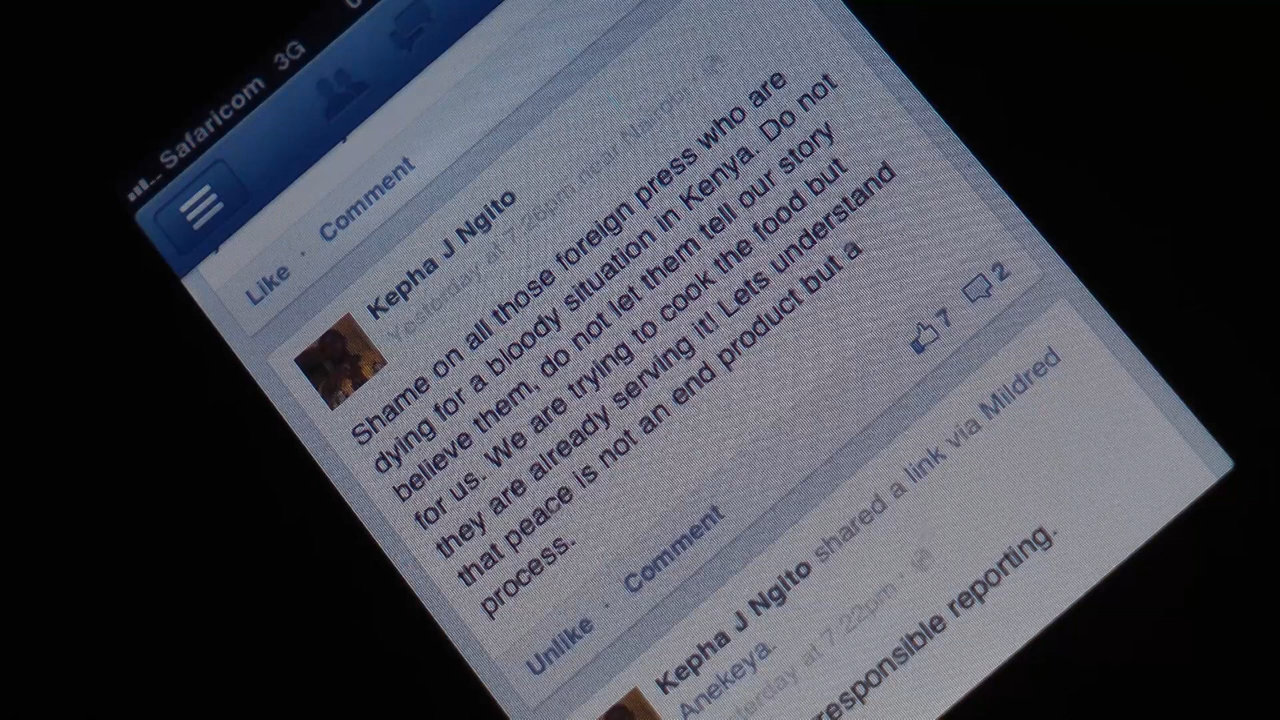 Safaricom 3G
Like · Comment
Kepha J Ngito
Yesterday at 7:26pm near Nairobi ·
Shame on all those foreign press who are
dying for a bloody situation in Kenya. Do not
believe them, do not let them tell our story
for us. We are trying to cook the food but
they are already serving it! Lets understand
that peace is not an end product but a
process.
7 2
Unlike · Comment
Kepha J Ngito shared a link via Mildred
Anekeya.
at 7:22pm ·
responsible reporting.